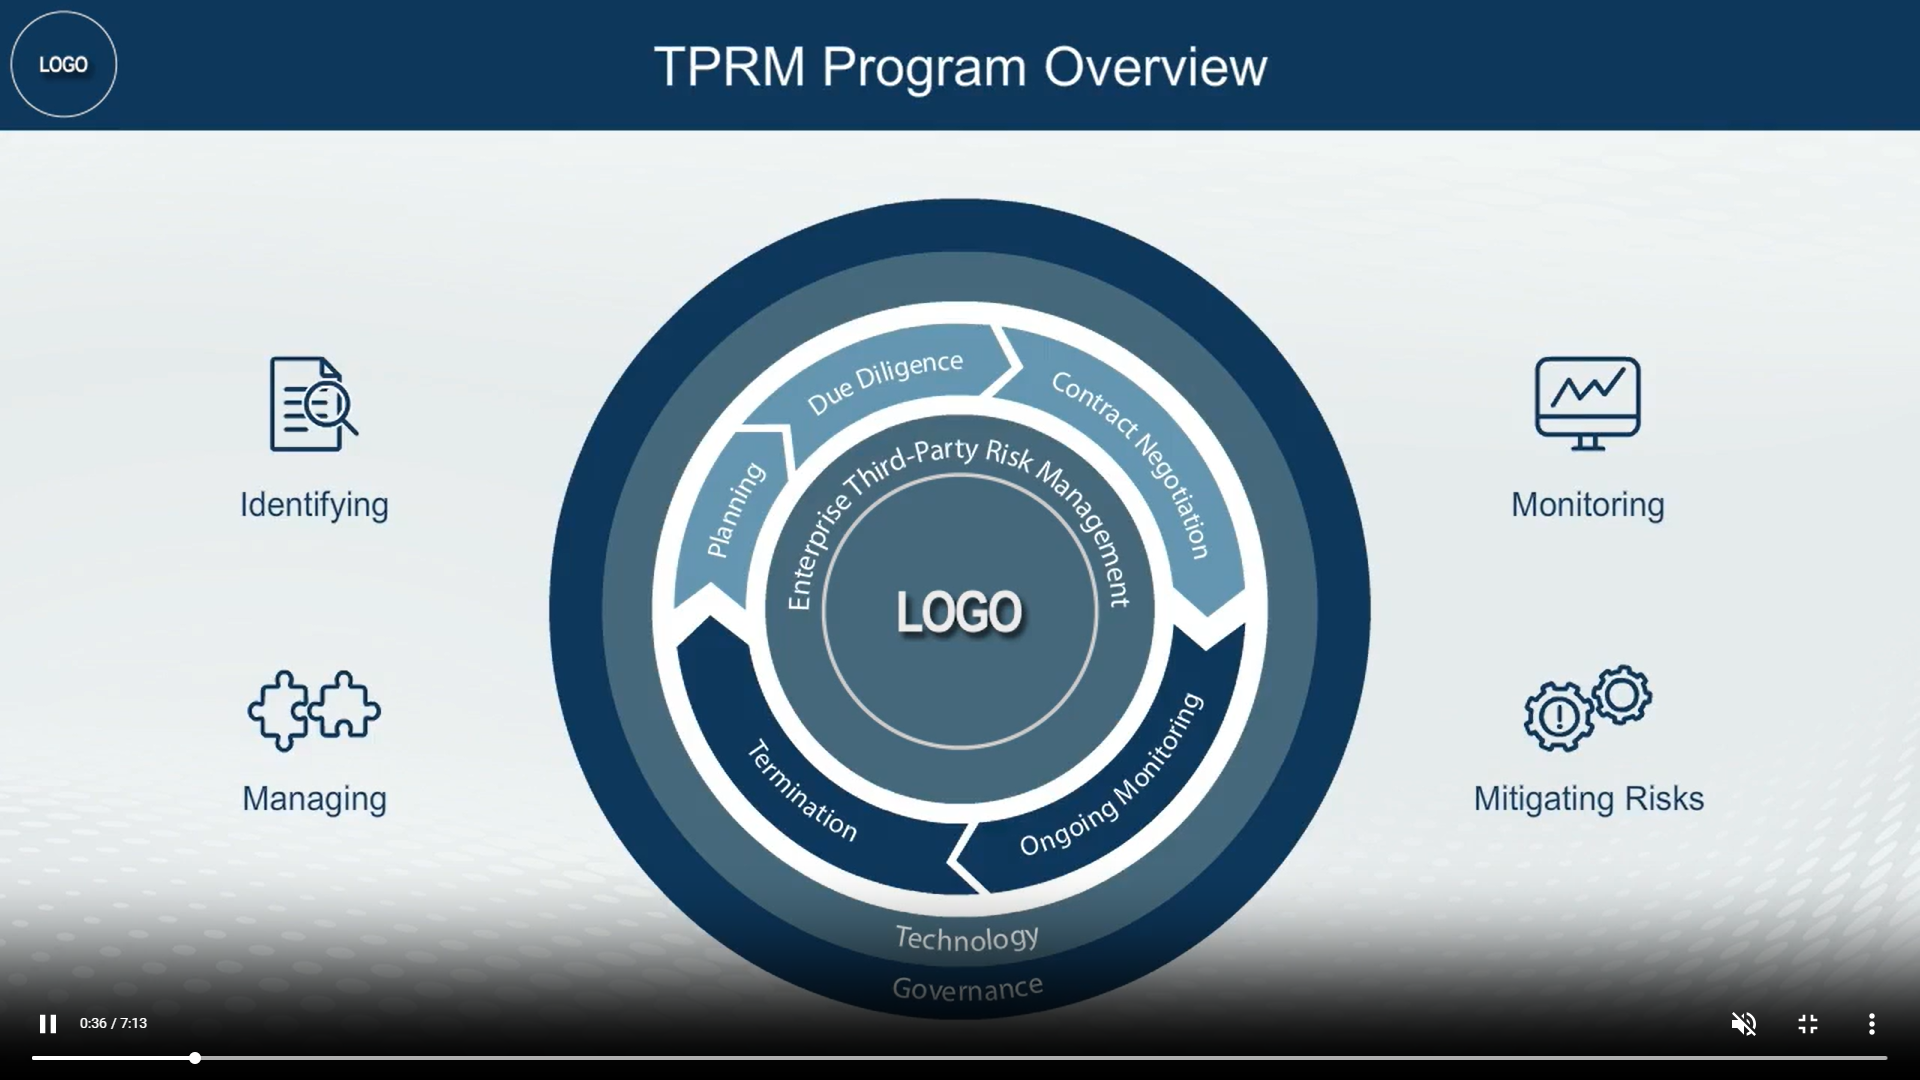 LOGO
TPRM Program Overview
Identifying
Managing
Planning
Due Diligence
Contract Negotiation
Ongoing Monitoring
Termination
Enterprise Third-Party Risk Management
LOGO
Technology
Governance
Monitoring
Mitigating Risks
0:36 / 7:13